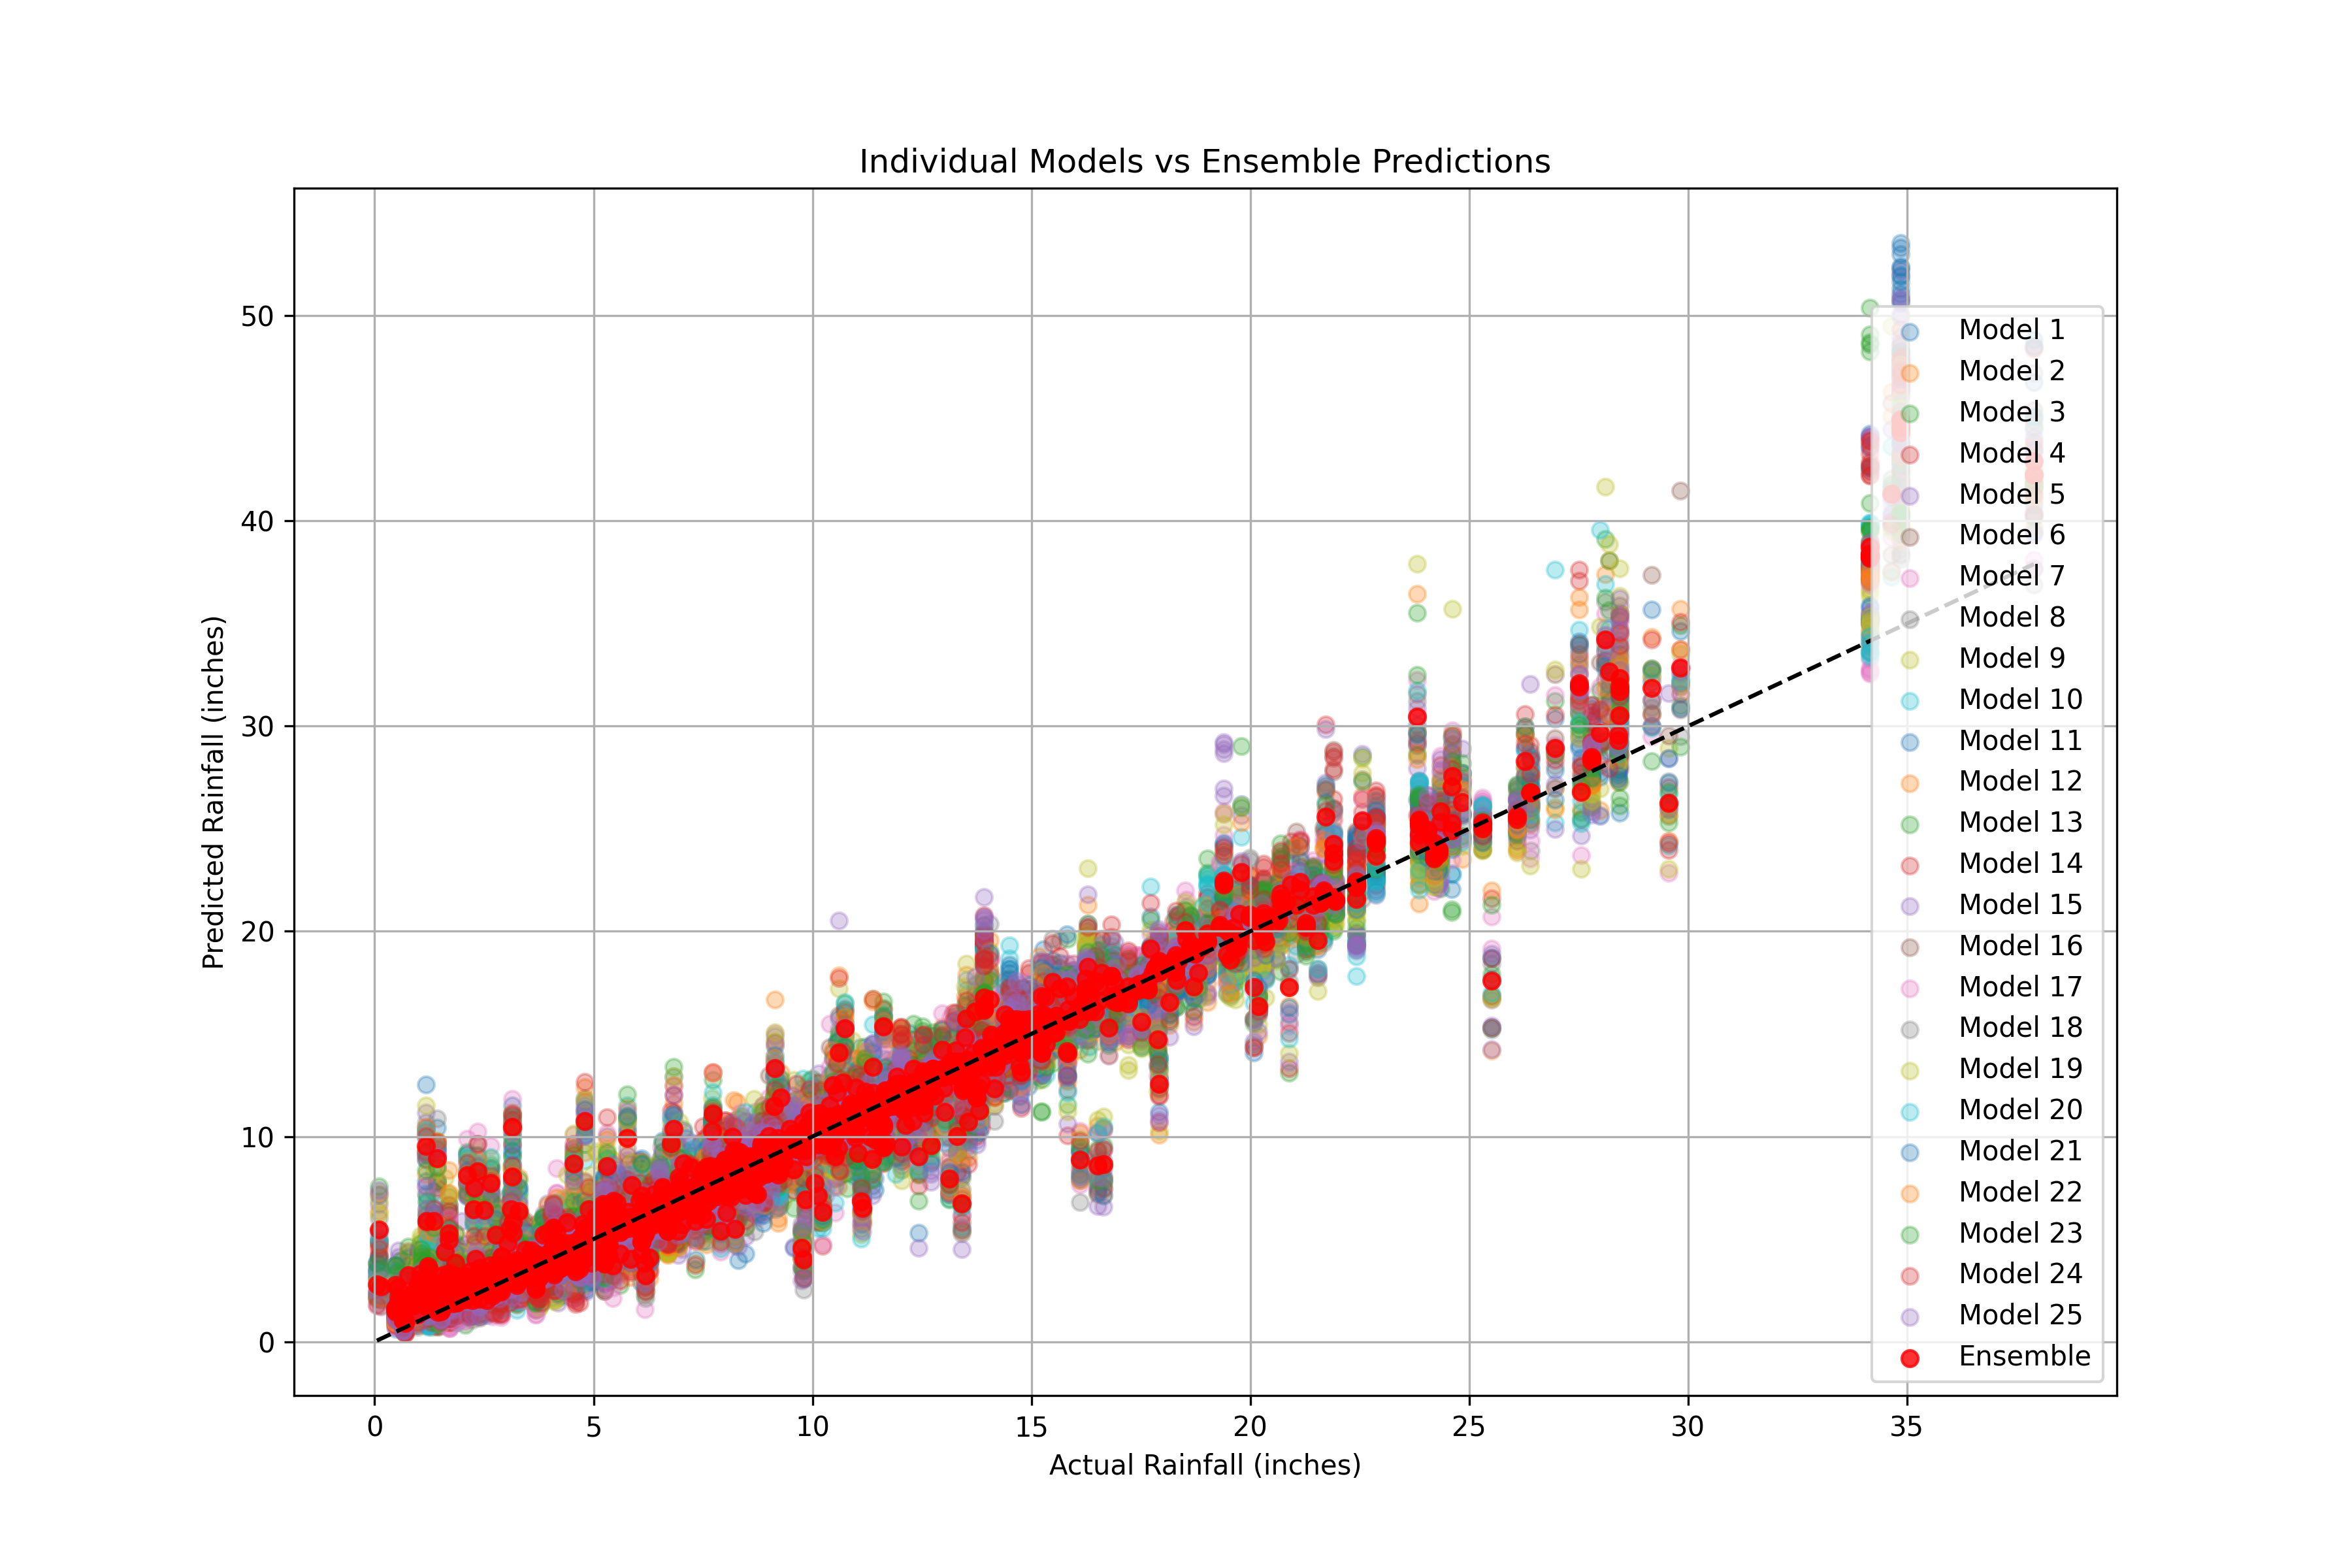 Individual Models vs Ensemble Predictions
Predicted Rainfall (inches)
50
40
30
20
10
0
0 5 10 15 20 25 30 35
Actual Rainfall (inches)
Model 1
Model 2
Model 3
Model 4
Model 5
Model 6
Model 7
Model 8
Model 9
Model 10
Model 11
Model 12
Model 13
Model 14
Model 15
Model 16
Model 17
Model 18
Model 19
Model 20
Model 21
Model 22
Model 23
Model 24
Model 25
Ensemble